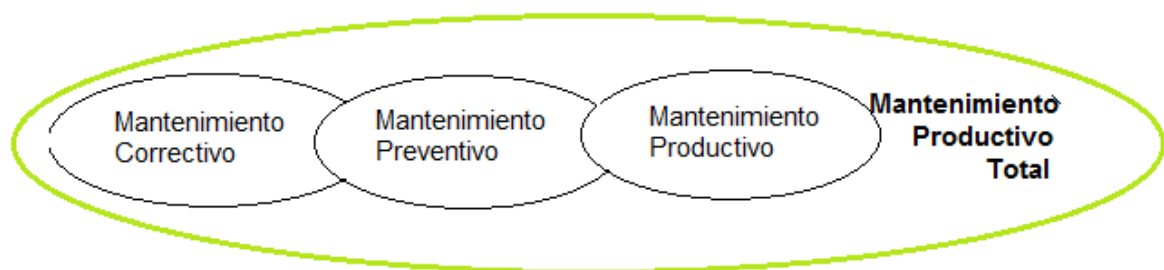 Mantenimiento
Correctivo
Mantenimiento
Preventivo
Mantenimiento
Productivo
Mantenimiento
Productivo
Total